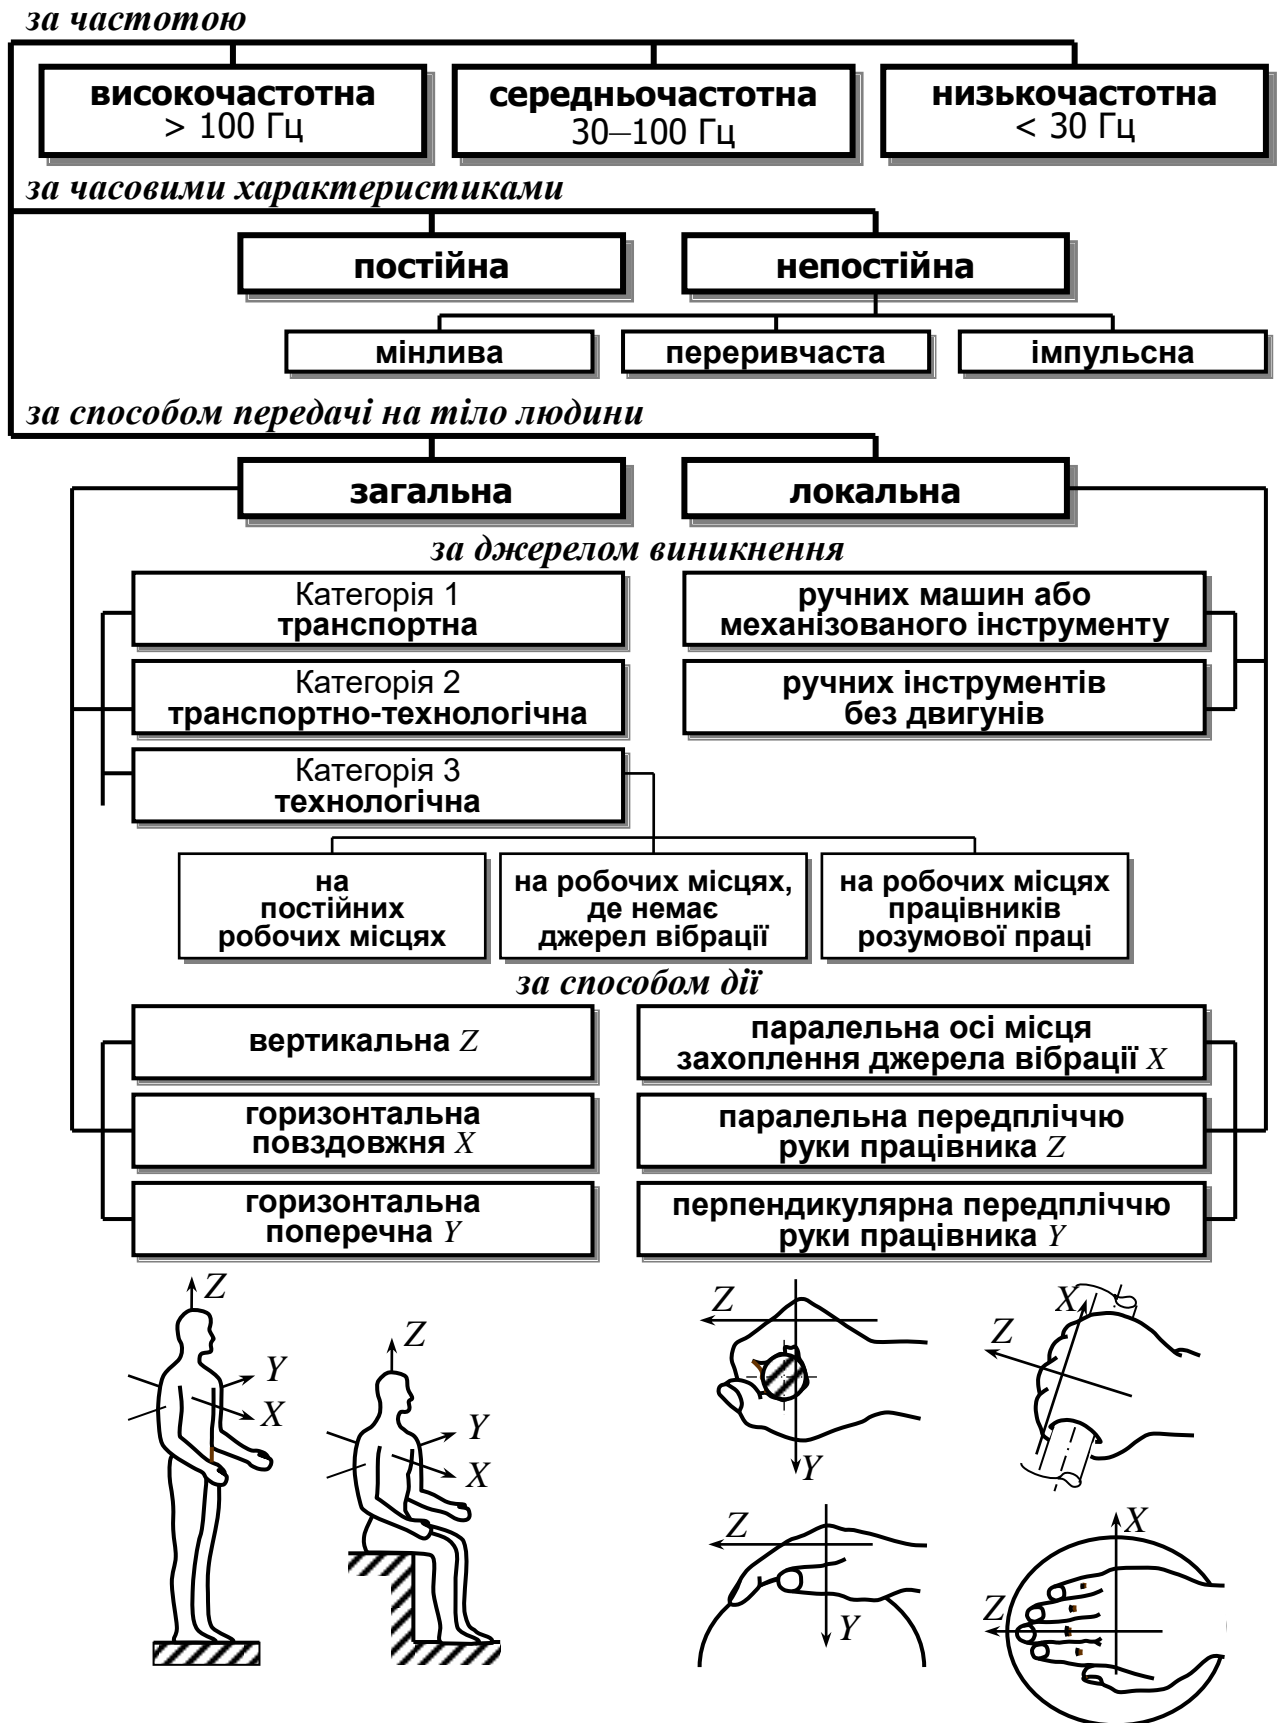 за частотою
високочастотна
> 100 Гц
середньочастотна
30–100 Гц
низькочастотна
< 30 Гц
за часовими характеристиками
постійна
непостійна
мінлива
переривчаста
імпульсна
за способом передачі на тіло людини
загальна
локальна
за джерелом виникнення
Категорія 1
транспортна
ручних машин або
механізованого інструменту
Категорія 2
транспортно-технологічна
ручних інструментів
без двигунів
Категорія 3
технологічна
на
постійних
робочих місцях
на робочих місцях,
де немає
джерел вібрації
на робочих місцях
працівників
розумової праці
за способом дії
вертикальна Z
паралельна осі місця
захоплення джерела вібрації X
горизонтальна
повздовжня X
паралельна передпліччю
руки працівника Z
горизонтальна
поперечна Y
перпендикулярна передпліччю
руки працівника Y
Z
Y
X
Z
Y
X
Z
Y
X
Z
Z
Y
X
Z